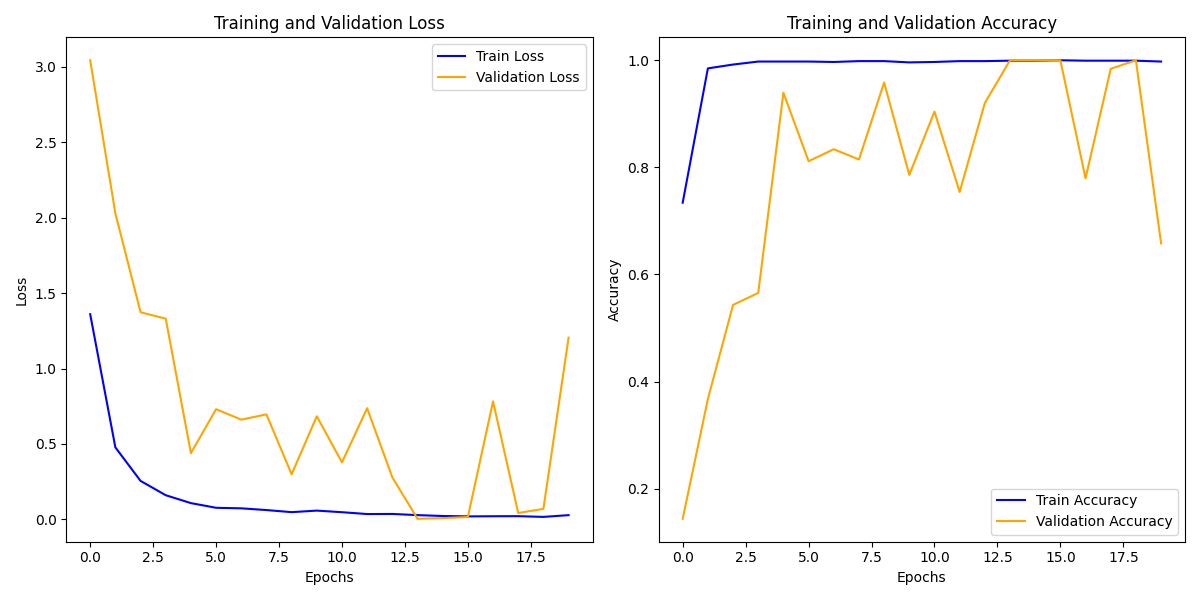 Training and Validation Loss
Train Loss
Validation Loss
3.0
2.5
2.0
1.5
1.0
0.5
0.0
Loss
0.0 2.5 5.0 7.5 10.0 12.5 15.0 17.5
Epochs
Training and Validation Accuracy
1.0
0.8
0.6
0.4
0.2
Accuracy
Train Accuracy
Validation Accuracy
0.0 2.5 5.0 7.5 10.0 12.5 15.0 17.5
Epochs